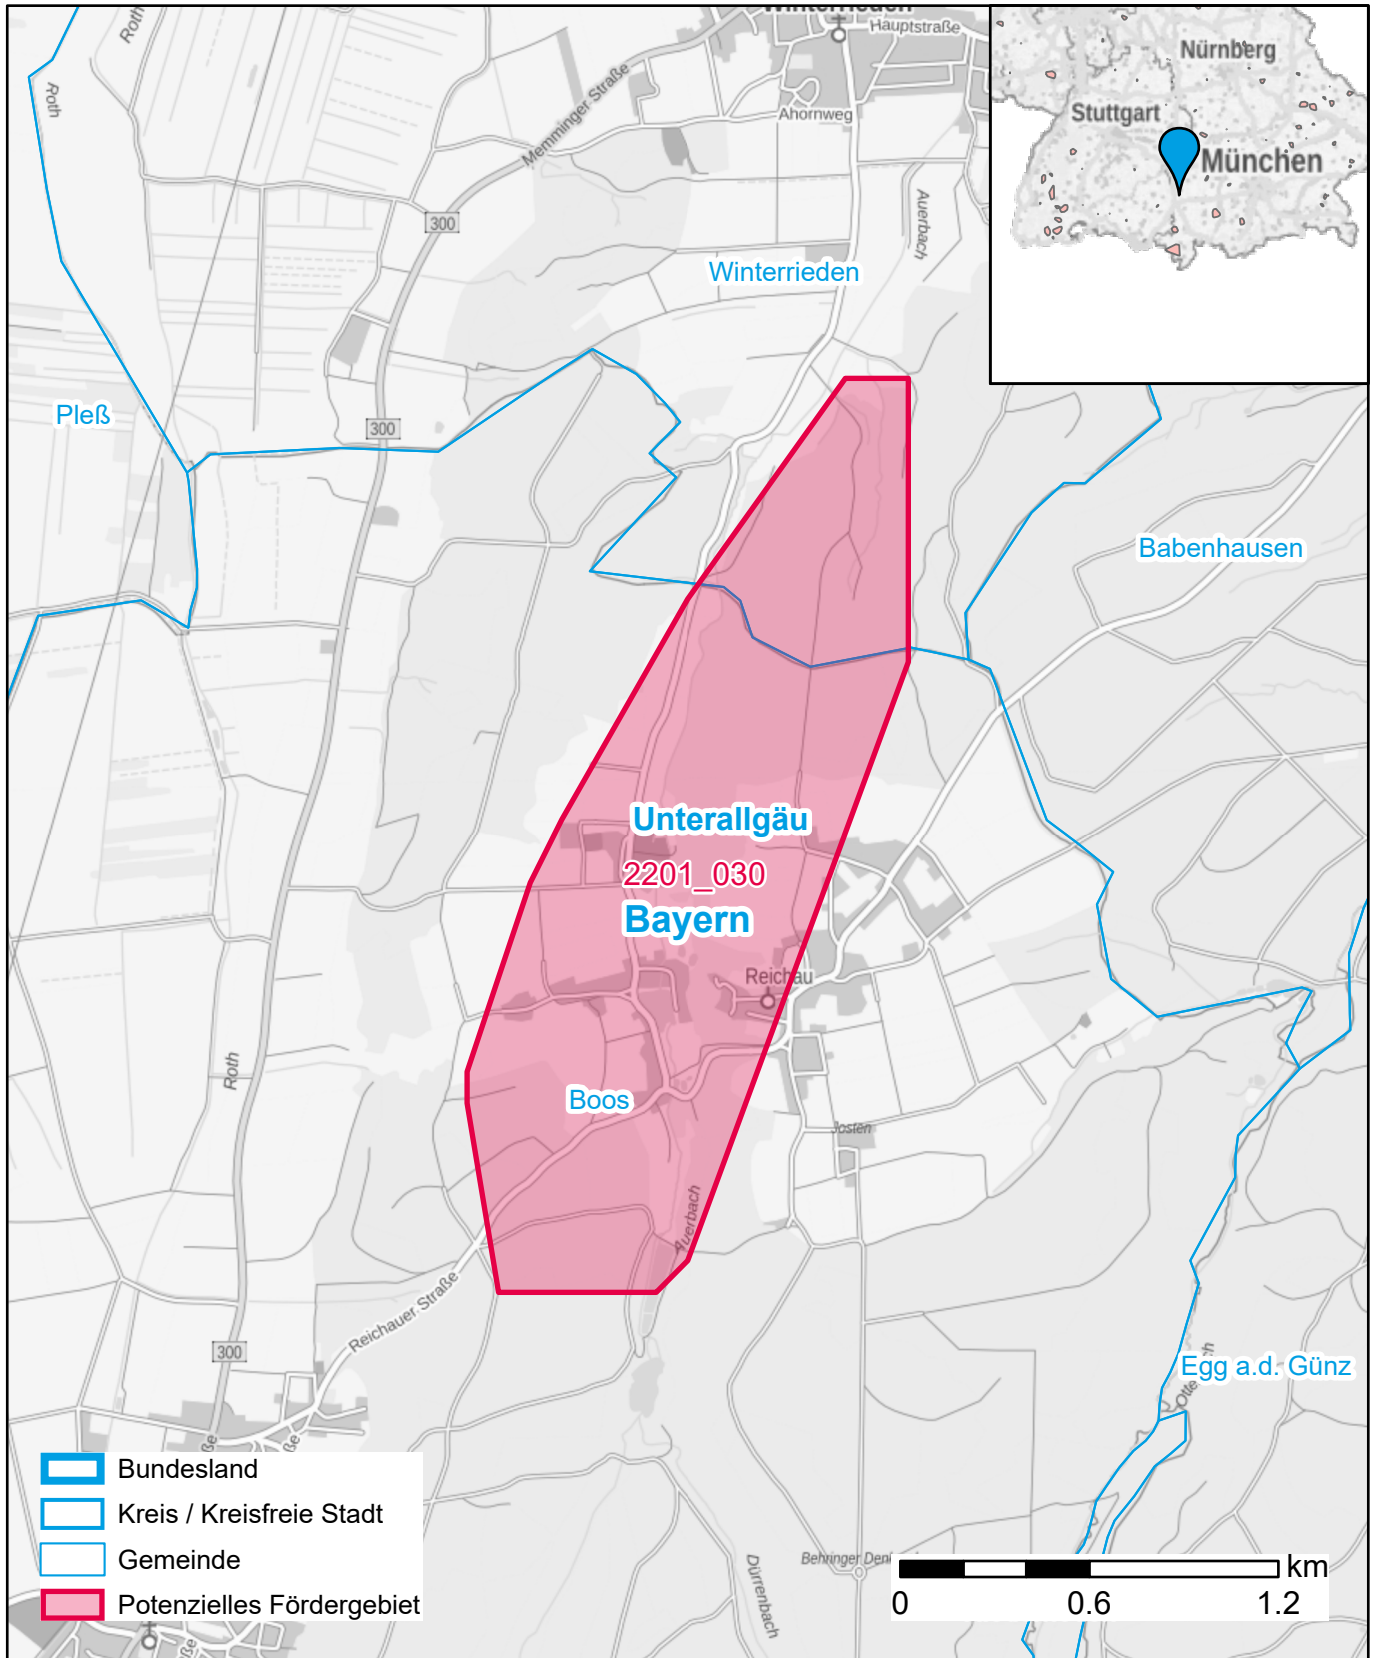 Winterrieden
Hauptstraße
Roth
Roth
Memminger Straße
Ahornweg
Nürnberg
Stuttgart
München
300
Auerbach
Winterrieden
Pleß
300
Babenhausen
Unterallgäu
2201_030
Bayern
Reichau
Roth
Boos
Josten
Auerbach
Reichauer Straße
300
Egg a.d. Günz
Bundesland
Kreis / Kreisfreie Stadt
Gemeinde
Potenzielles Fördergebiet
Dürrenbach
km
0
0.6
1.2